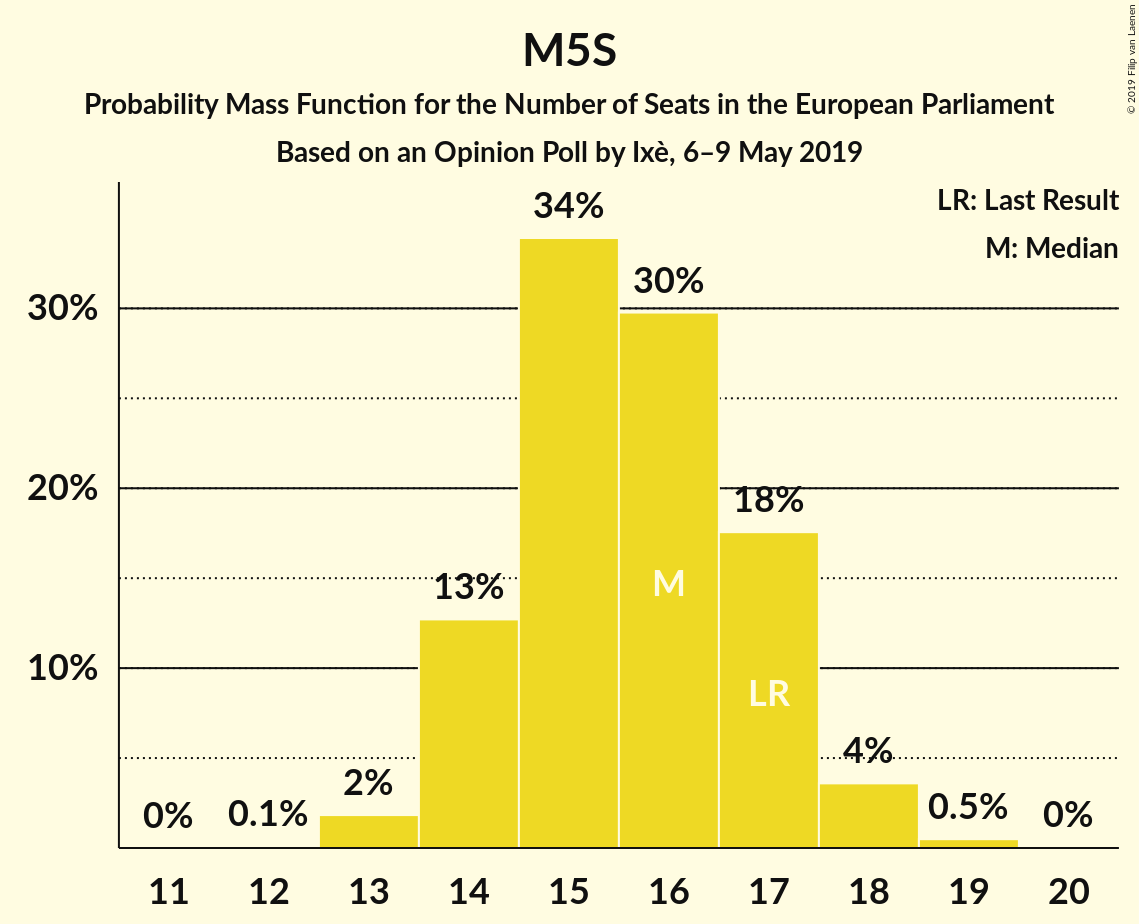 M5S
Probability Mass Function for the Number of Seats in the European Parliament
Based on an Opinion Poll by Ixè, 6–9 May 2019
© 2019 Filip van Laenen
LR: Last Result
M: Median
30%
20%
10%
0%
0.1%
2%
13%
34%
30%
18%
4%
0.5%
0%
M
LR
11 12 13 14 15 16 17 18 19 20